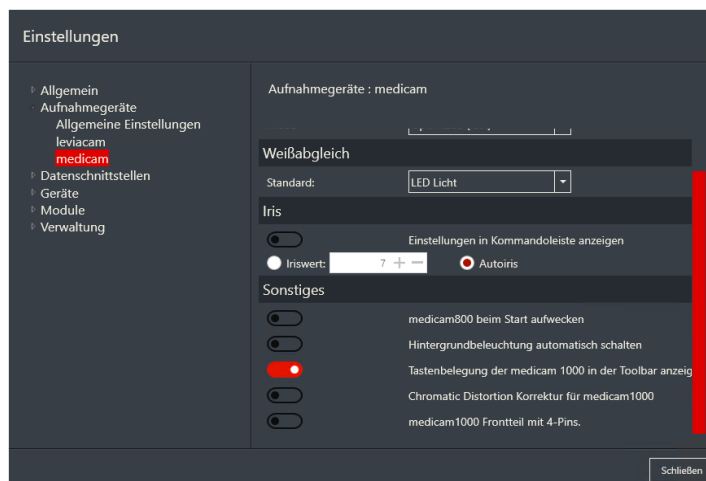 Einstellungen
Allgemein
Aufnahmegeräte
Allgemeine Einstellungen
leviacam
medicam
Datenschnittstellen
Geräte
Module
Verwaltung
Aufnahmegeräte : medicam
Weißabgleich
Standard: LED Licht
Iris
Einstellungen in Kommandoleiste anzeigen
Iriswert: 7 + − Autoiris
Sonstiges
medicam800 beim Start aufwecken
Hintergrundbeleuchtung automatisch schalten
Tastenbelegung der medicam 1000 in der Toolbar anzeig
Chromatic Distortion Korrektur für medicam1000
medicam1000 Frontteil mit 4-Pins.
Schließen